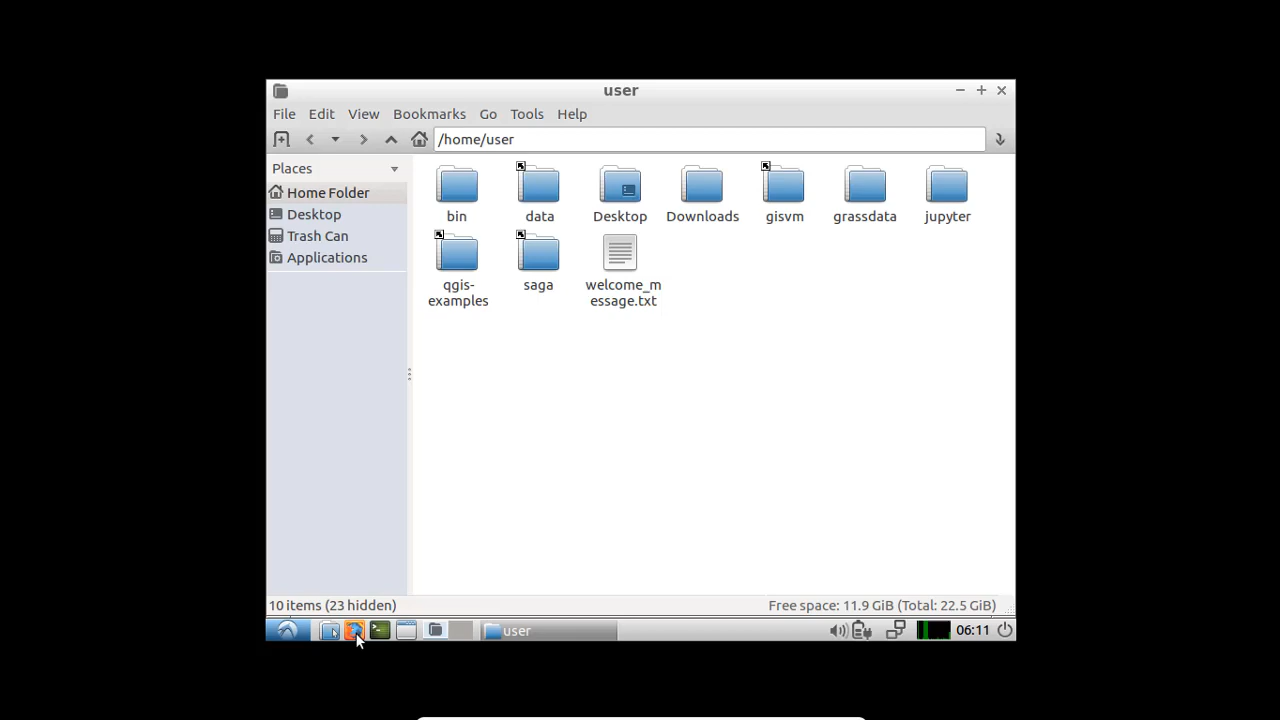 user
File Edit View Bookmarks Go Tools Help
/home/user
Places
Home Folder
Desktop
Trash Can
Applications
bin data Desktop Downloads gisvm grassdata jupyter
qgis-
examples
saga
welcome_m
essage.txt
10 items (23 hidden) Free space: 11.9 GiB (Total: 22.5 GiB)
user 06:11